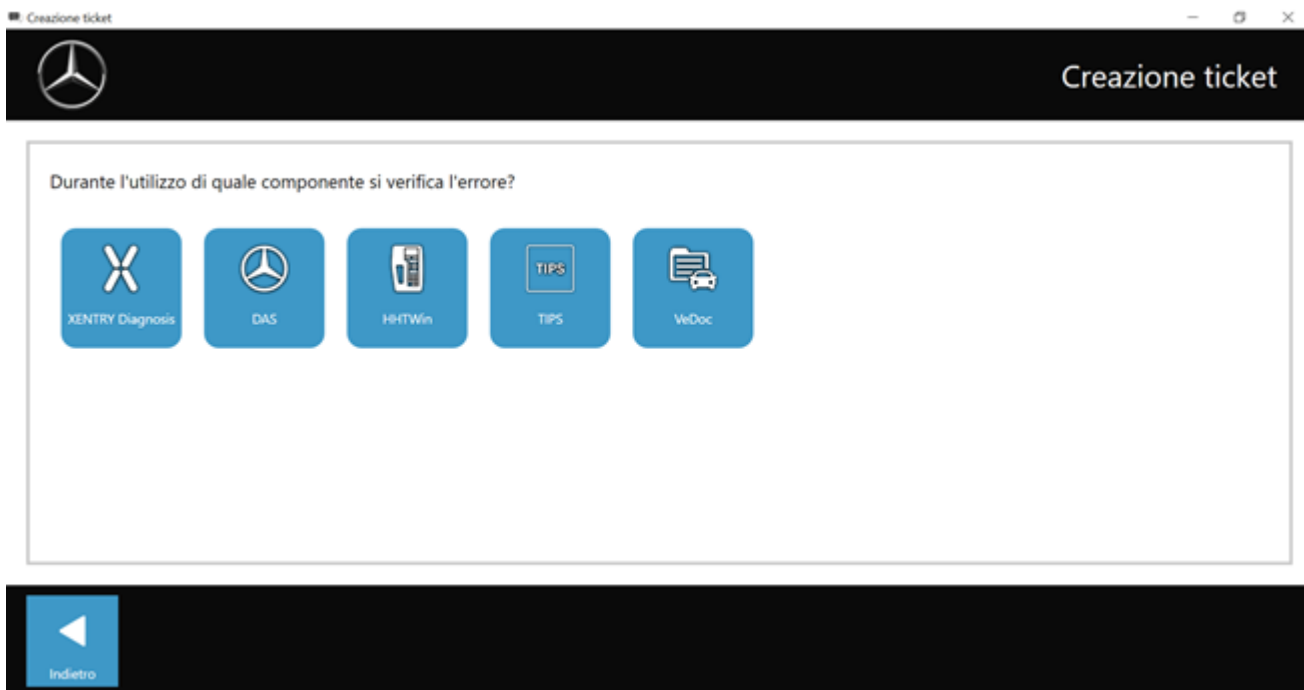 Creazione ticket
Creazione ticket
Durante l'utilizzo di quale componente si verifica l'errore?
TIPS
XENTRY Diagnosis
DAS
HHTWin
TIPS
VeDoc
Indietro